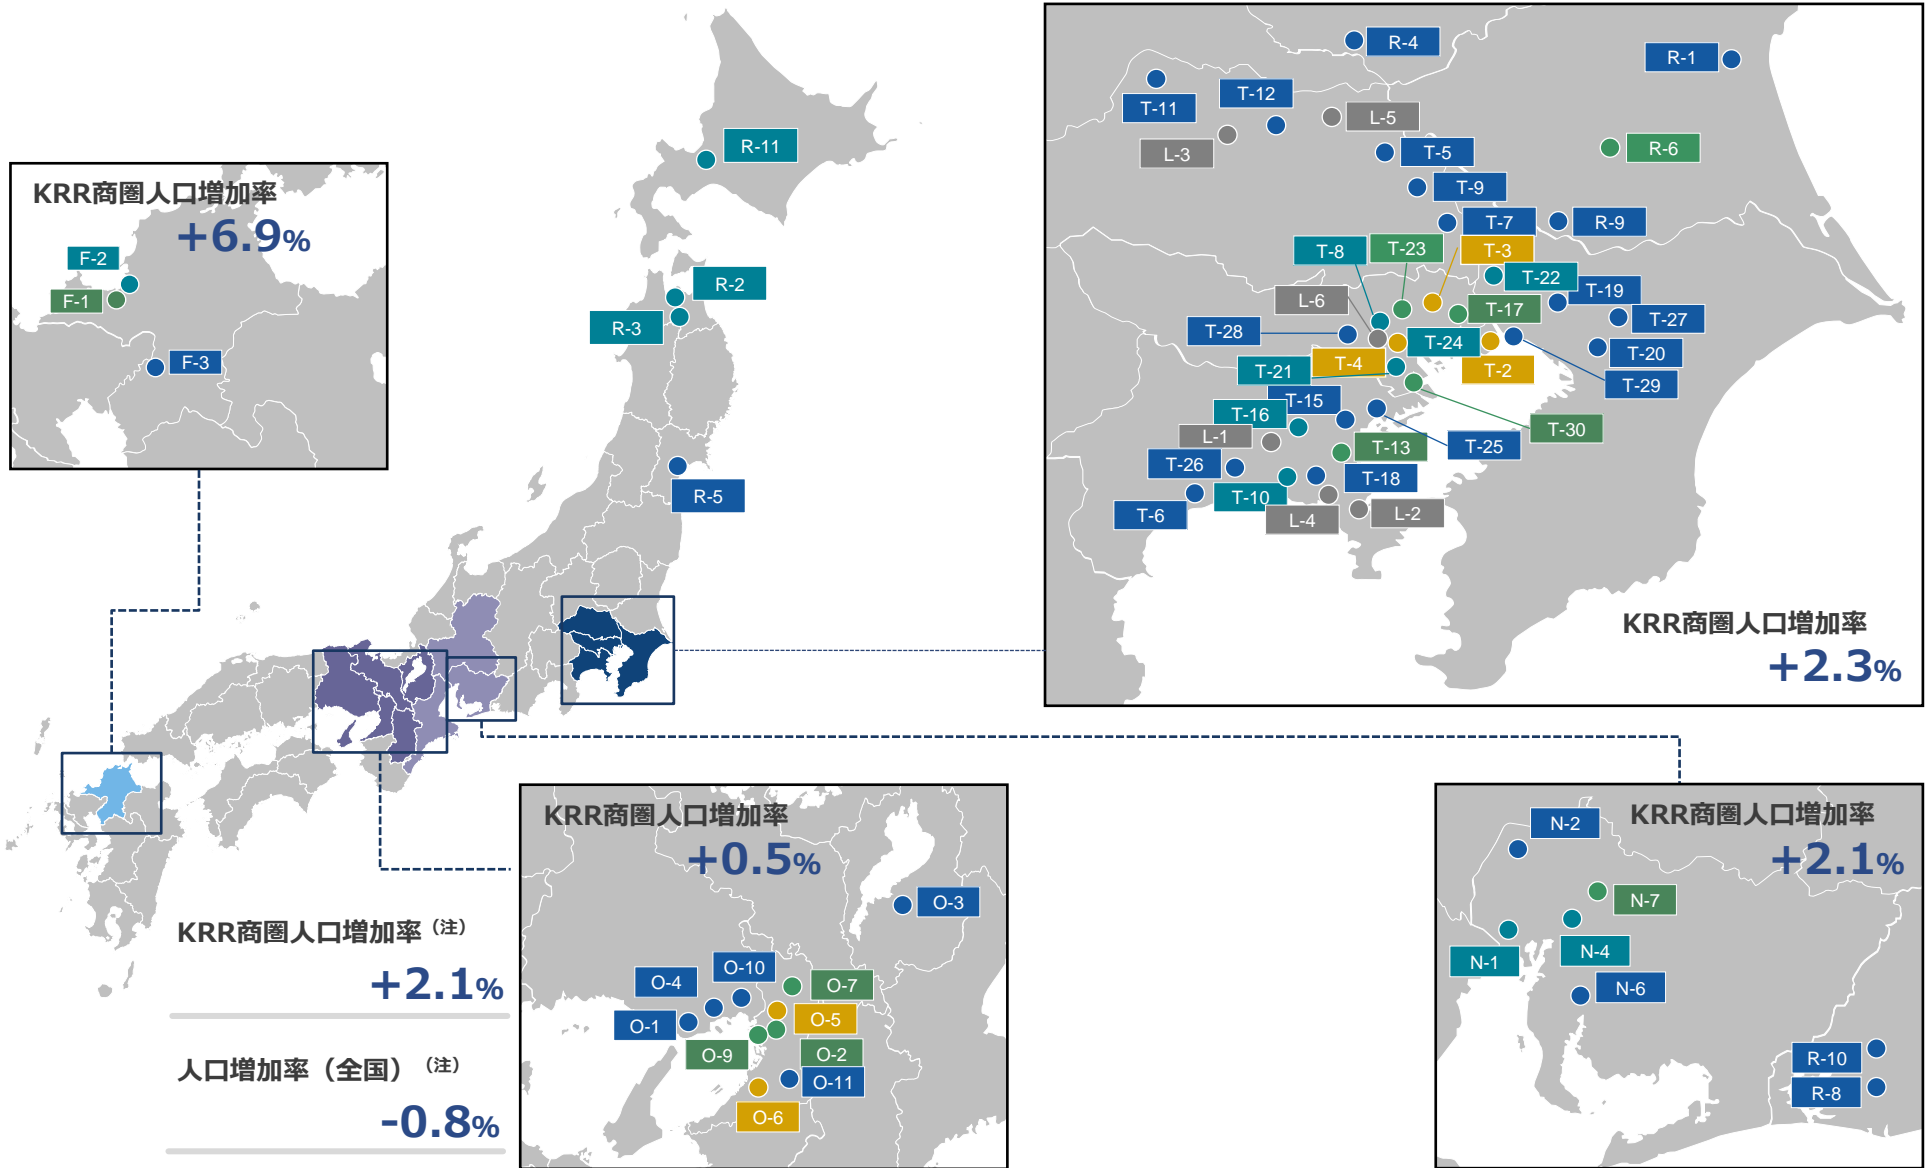 KRR商圏人口増加率
+6.9%
F-2
F-1
F-3
R-11
R-2
R-3
R-5
R-4
R-1
T-11
T-12
L-5
L-3
T-5
R-6
T-9
T-7
R-9
T-23
T-3
T-8
T-22
L-6
T-19
T-17
T-27
T-28
T-24
T-20
T-4
T-2
T-21
T-29
T-15
T-16
T-30
L-1
T-13
T-25
T-26
T-18
T-10
T-6
L-4
L-2
KRR商圏人口増加率
+2.3%
KRR商圏人口増加率
+0.5%
O-3
O-10
O-4
O-7
O-1
O-5
O-9
O-2
O-11
O-6
KRR商圏人口増加率
+2.1%
N-2
N-7
N-1
N-4
N-6
R-10
R-8
KRR商圏人口増加率（注）
+2.1%
人口増加率（全国）（注）
-0.8%